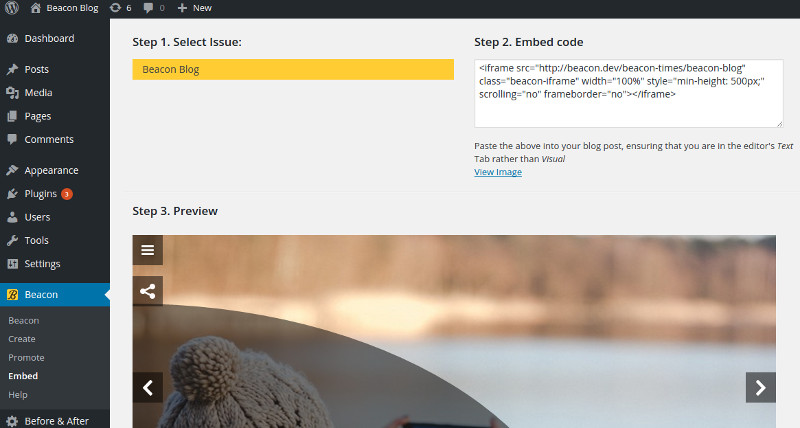 Beacon Blog 6 0 New
Dashboard
Posts
Media
Pages
Comments
Appearance
Plugins 3
Users
Tools
Settings
Beacon
Beacon
Create
Promote
Embed
Help
Before & After
Step 1. Select Issue:
Beacon Blog
Step 2. Embed code
<iframe src="http://beacon.dev/beacon-times/beacon-blog"
class="beacon-iframe" width="100%" style="min-height: 500px;"
scrolling="no" frameborder="no"></iframe>
Paste the above into your blog post, ensuring that you are in the editor's Text
Tab rather than Visual
View Image
Step 3. Preview